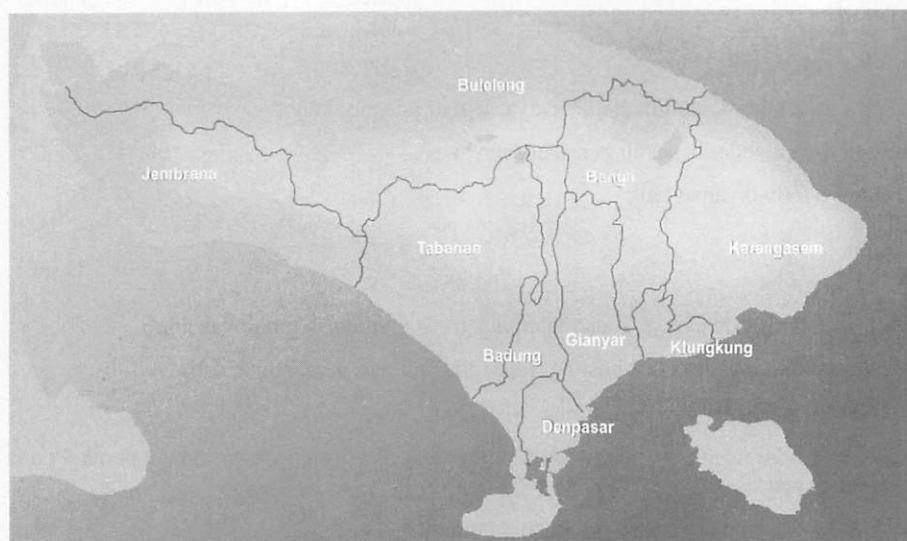 Buleleng
Jembrana
Bangli
Tabanan
Karangasem
Badung
Gianyar
Klungkung
Denpasar